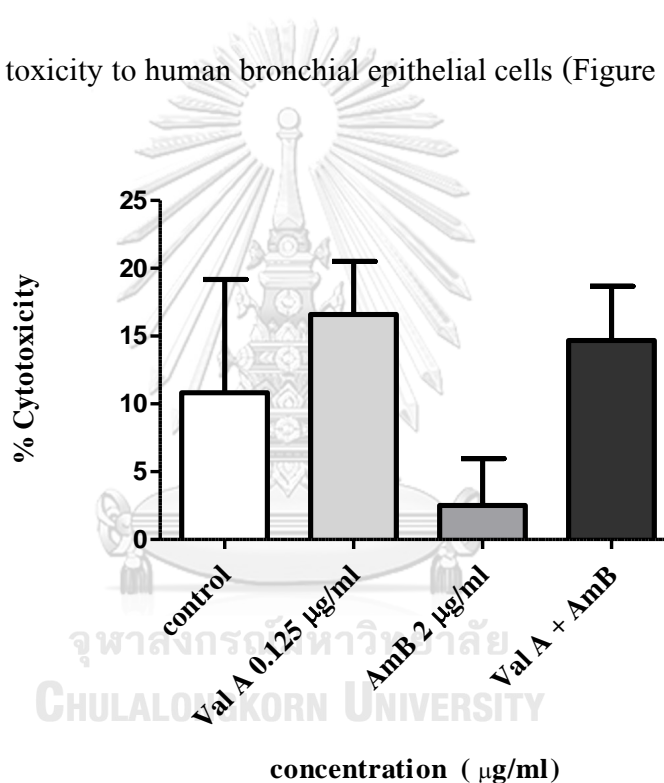 toxicity to human bronchial epithelial cells (Figure
25
20
15
10
5
0
% Cytotoxicity
control
Val A 0.125 μg/ml
AmB 2 μg/ml
Val A + AmB
จุฬาลงกรณ์มหาวิทยาลัย
CHULALONGKORN UNIVERSITY
concentration ( μg/ml)